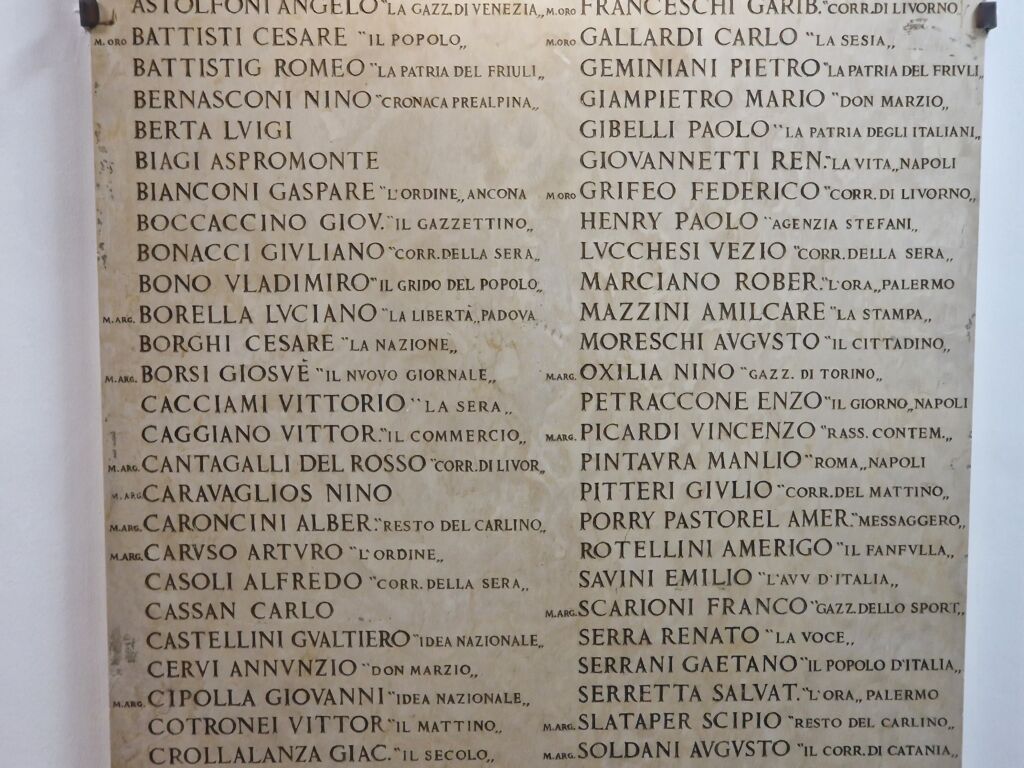 ASTOLFONI ANGELO "LA GAZZ. DI VENEZIA„
M.ORO BATTISTI CESARE "IL POPOLO„
BATTISTIG ROMEO "LA PATRIA DEL FRIULI„
BERNASCONI NINO "CRONACA PREALPINA„
BERTA LVIGI
BIAGI ASPROMONTE
BIANCONI GASPARE "L'ORDINE„ ANCONA
BOCCACCINO GIOV. "IL GAZZETTINO„
BONACCI GIVLIANO "CORR. DELLA SERA„
BONO VLADIMIRO "IL GRIDO DEL POPOLO„
M.ARG. BORELLA LVCIANO "LA LIBERTÀ„ PADOVA
BORGHI CESARE "LA NAZIONE„
M.ARG. BORSI GIOSVÈ "IL NVOVO GIORNALE„
CACCIAMI VITTORIO "LA SERA„
CAGGIANO VITTOR. "IL COMMERCIO„
M.ARG. CANTAGALLI DEL ROSSO "CORR. DI LIVOR„
M.ARG. CARAVAGLIOS NINO
M.ARG. CARONCINI ALBER. "RESTO DEL CARLINO„
M.ARG. CARVSO ARTVRO "L'ORDINE„
CASOLI ALFREDO "CORR. DELLA SERA„
CASSAN CARLO
CASTELLINI GVALTIERO "IDEA NAZIONALE„
CERVI ANNVNZIO "DON MARZIO„
M.ARG. CIPOLLA GIOVANNI "IDEA NAZIONALE„
COTRONEI VITTOR "IL MATTINO„
CROLLALANZA GIAC. "IL SECOLO„
M.ORO FRANCESCHI GARIB. "CORR. DI LIVORNO
M.ORO GALLARDI CARLO "LA SESIA„
GEMINIANI PIETRO "LA PATRIA DEL FRIVLI„
GIAMPIETRO MARIO "DON MARZIO„
GIBELLI PAOLO "LA PATRIA DEGLI ITALIANI„
GIOVANNETTI REN. "LA VITA„ NAPOLI
M.ORO GRIFEO FEDERICO "CORR. DI LIVORNO„
HENRY PAOLO "AGENZIA STEFANI„
LVCCHESI VEZIO "CORR. DELLA SERA„
MARCIANO ROBER. "L'ORA„ PALERMO
MAZZINI AMILCARE "LA STAMPA„
MORESCHI AVGVSTO "IL CITTADINO„
M.ARG. OXILIA NINO "GAZZ. DI TORINO„
PETRACCONE ENZO "IL GIORNO„ NAPOLI
M.ARG. PICARDI VINCENZO "RASS. CONTEM.„
PINTAVRA MANLIO "ROMA„ NAPOLI
PITTERI GIVLIO "CORR. DEL MATTINO„
PORRY PASTOREL AMER. "MESSAGGERO„
ROTELLINI AMERIGO "IL FANFVLLA„
SAVINI EMILIO "L'AVV D'ITALIA„
M.ARG. SCARIONI FRANCO "GAZZ. DELLO SPORT„
SERRA RENATO "LA VOCE„
SERRANI GAETANO "IL POPOLO D'ITALIA„
SERRETTA SALVAT. "L'ORA„ PALERMO
M.ARG. SLATAPER SCIPIO "RESTO DEL CARLINO„
M.ARG. SOLDANI AVGVSTO "IL CORR. DI CATANIA„